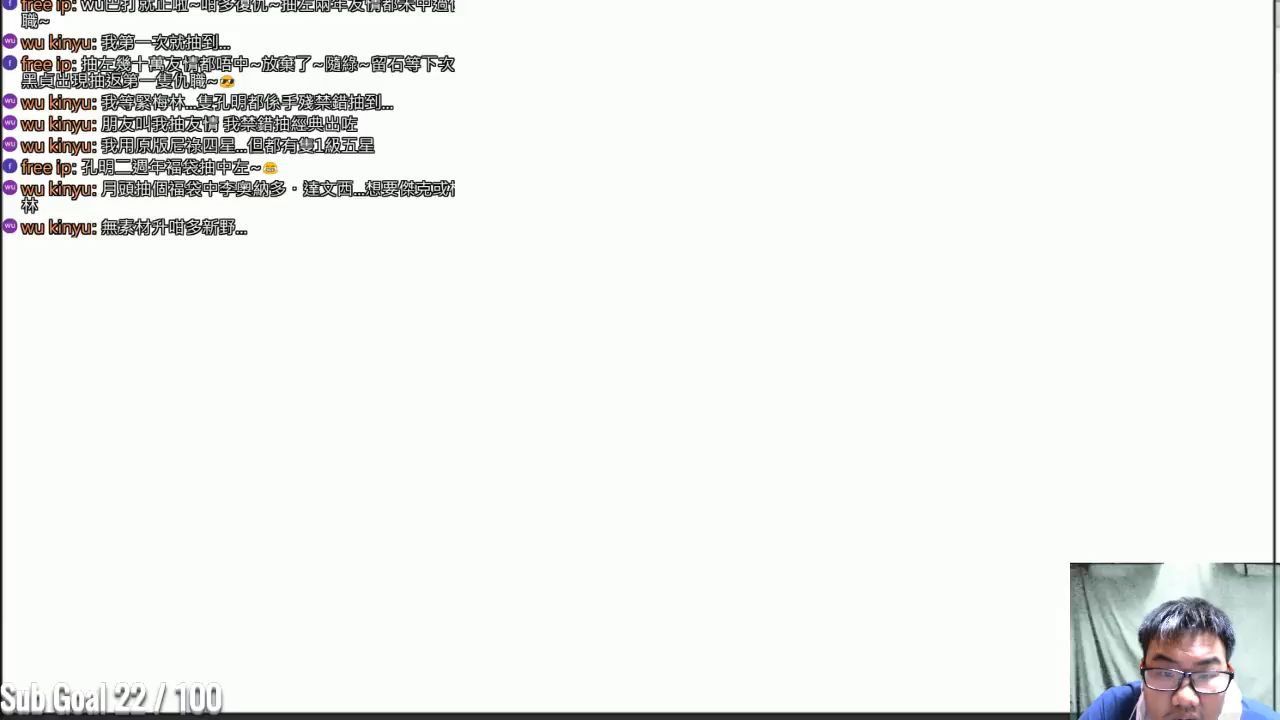 free ip: wu巴打就正啦~咁多復仇~抽左兩年友情都未中過
職~
wu kinyu: 我第一次就抽到...
free ip: 抽左幾十萬友情都唔中~放棄了~隨緣~留石等下次
黑貞出現抽返第一隻仇職~😎
wu kinyu: 我等緊梅林...隻孔明都係手殘禁錯抽到...
wu kinyu: 朋友叫我抽友情 我禁錯抽經典出咗
wu kinyu: 我用原版尼祿四星...但都有隻1級五星
free ip: 孔明二週年福袋抽中左~😂
wu kinyu: 月頭抽個福袋中李奧納多·達文西...想要傑克或
林
wu kinyu: 無素材升咁多新野...
Sub Goal 22 / 100